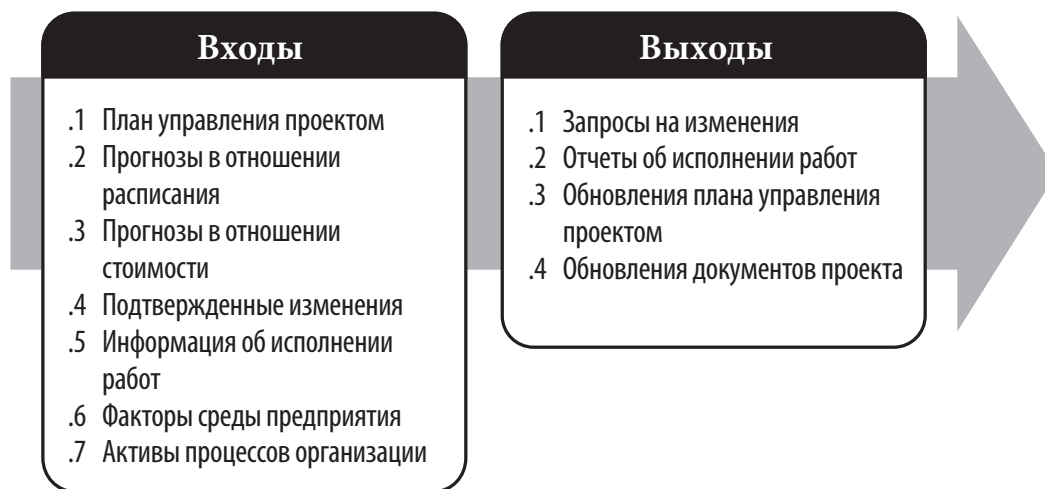 Входы
.1 План управления проектом
.2 Прогнозы в отношении
расписания
.3 Прогнозы в отношении
стоимости
.4 Подтвержденные изменения
.5 Информация об исполнении
работ
.6 Факторы среды предприятия
.7 Активы процессов организации
Выходы
.1 Запросы на изменения
.2 Отчеты об исполнении работ
.3 Обновления плана управления
проектом
.4 Обновления документов проекта